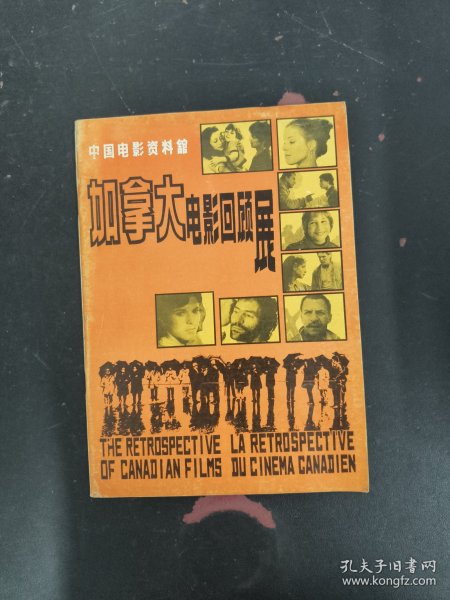 中国电影资料馆
加拿大电影回顾展
THE RETROSPECTIVE LA RETROSPECTIVE
OF CANADIAN FILMS DU CINEMA CANADIEN
孔夫子旧书网
www.kongfz.com